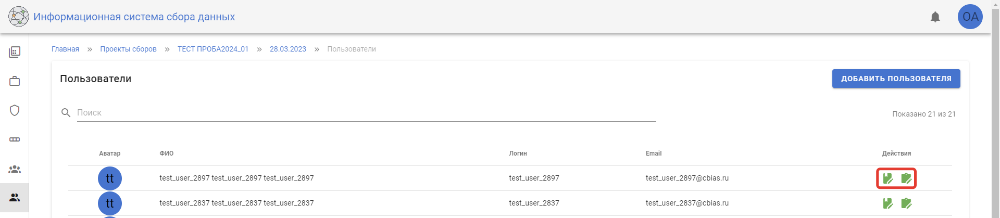 Информационная система сбора данных
OA
Главная » Проекты сборов » ТЕСТ ПРОБА2024_01 » 28.03.2023 » Пользователи
Пользователи
ДОБАВИТЬ ПОЛЬЗОВАТЕЛЯ
Поиск
Показано 21 из 21
Аватар ФИО Логин Email Действия
tt test_user_2897 test_user_2897 test_user_2897 test_user_2897 test_user_2897@cbias.ru
tt test_user_2837 test_user_2837 test_user_2837 test_user_2837 test_user_2837@cbias.ru